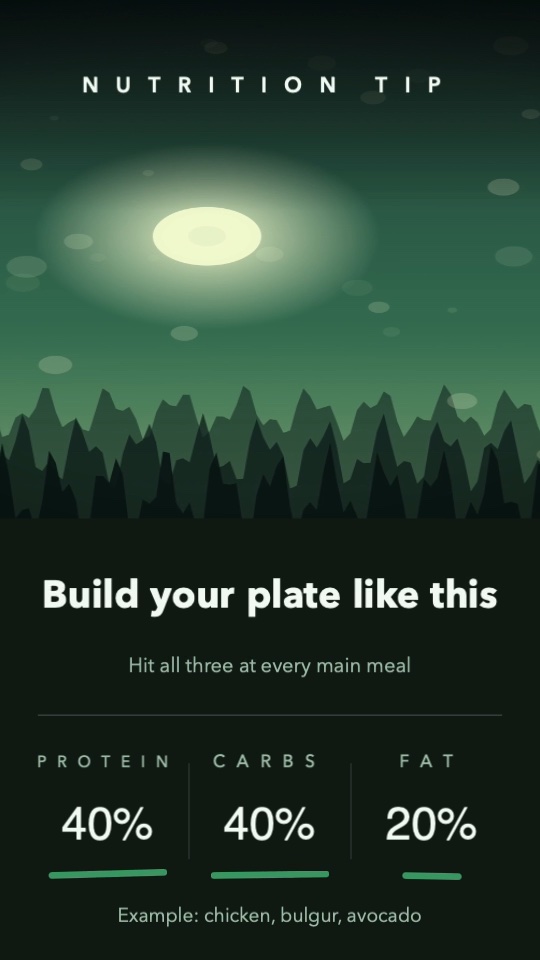 NUTRITION TIP
Build your plate like this
Hit all three at every main meal
PROTEIN CARBS FAT
40% 40% 20%
Example: chicken, bulgur, avocado